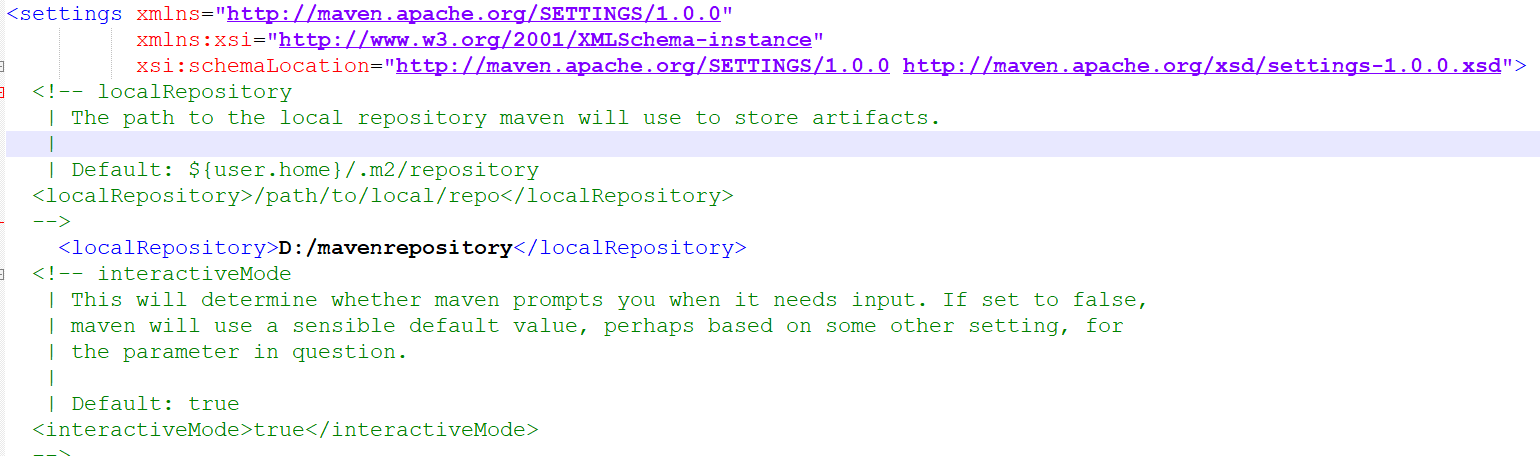 <settings xmlns="http://maven.apache.org/SETTINGS/1.0.0"
xmlns:xsi="http://www.w3.org/2001/XMLSchema-instance"
xsi:schemaLocation="http://maven.apache.org/SETTINGS/1.0.0 http://maven.apache.org/xsd/settings-1.0.0.xsd">
<!-- localRepository
| The path to the local repository maven will use to store artifacts.
|
| Default: ${user.home}/.m2/repository
<localRepository>/path/to/local/repo</localRepository>
-->
<localRepository>D:/mavenrepository</localRepository>
<!-- interactiveMode
| This will determine whether maven prompts you when it needs input. If set to false,
| maven will use a sensible default value, perhaps based on some other setting, for
| the parameter in question.
|
| Default: true
<interactiveMode>true</interactiveMode>
-->